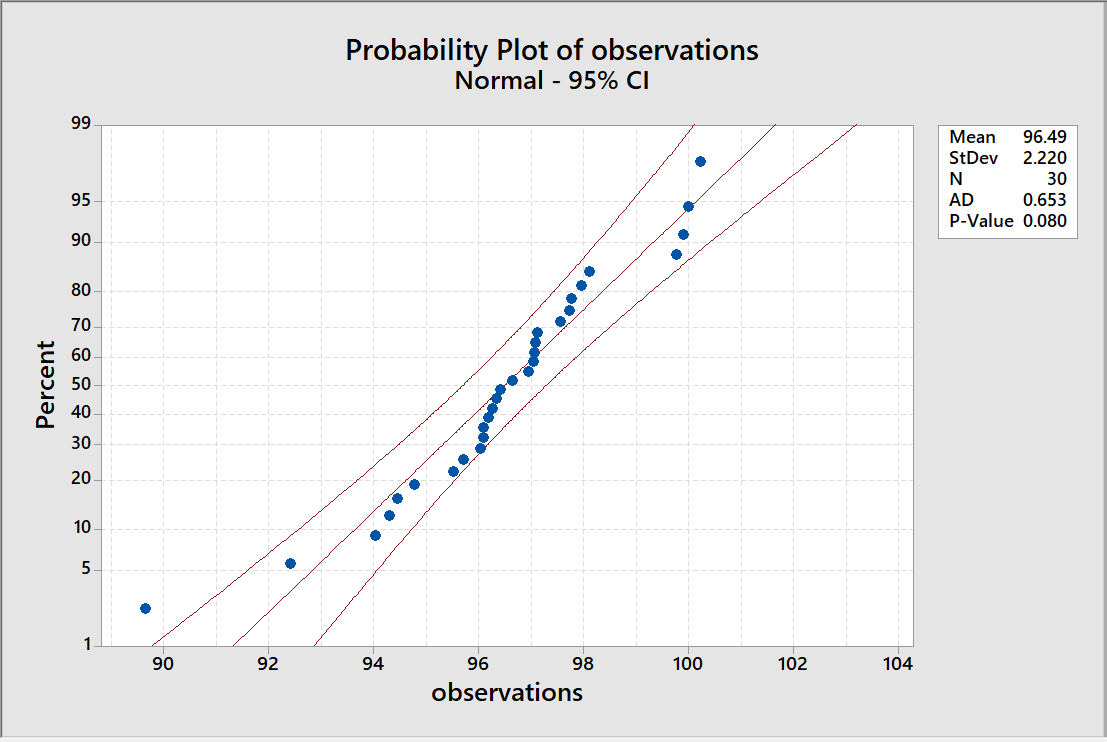 Probability Plot of observations
Normal - 95% CI
Mean 96.49
StDev 2.220
N 30
AD 0.653
P-Value 0.080
Percent
99
95
90
80
70
60
50
40
30
20
10
5
1
90 92 94 96 98 100 102 104
observations